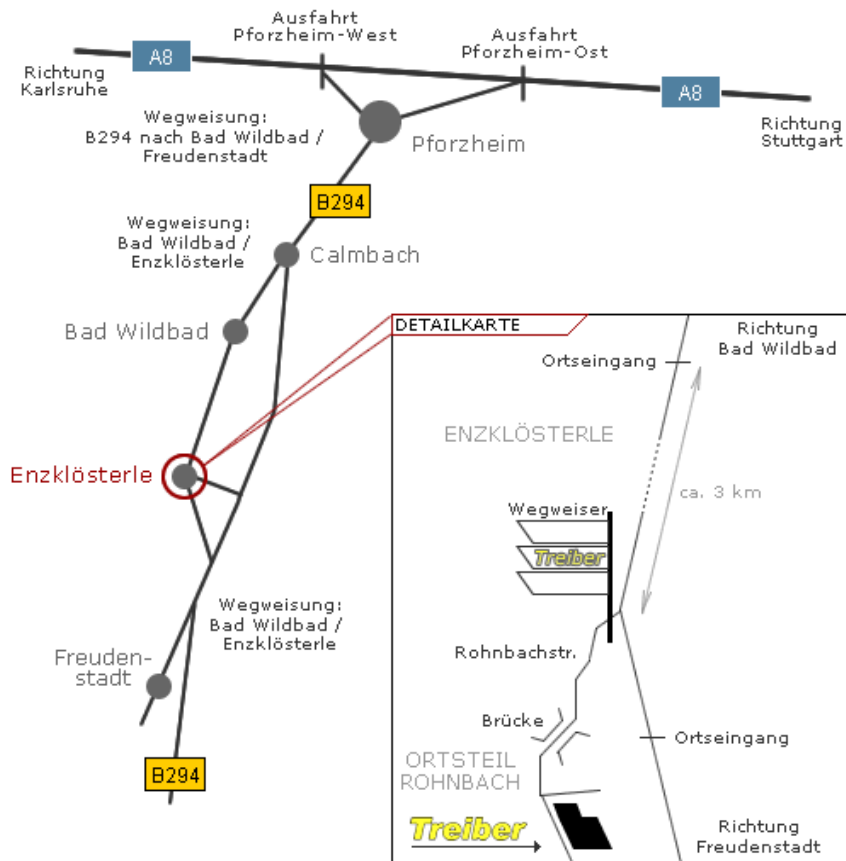 Ausfahrt
Pforzheim-West
Ausfahrt
Pforzheim-Ost
A8
Richtung
Karlsruhe
A8
Richtung
Stuttgart
Wegweisung:
B294 nach Bad Wildbad /
Freudenstadt
Pforzheim
B294
Wegweisung:
Bad Wildbad /
Enzklösterle
Calmbach
Bad Wildbad
Enzklösterle
Wegweisung:
Bad Wildbad /
Enzklösterle
Freuden-
stadt
B294
DETAILKARTE
Richtung
Bad Wildbad
Ortseingang
ENZKLÖSTERLE
ca. 3 km
Wegweiser
Treiber
Rohnbachstr.
Brücke
Ortseingang
ORTSTEIL
ROHNBACH
Treiber
Richtung
Freudenstadt